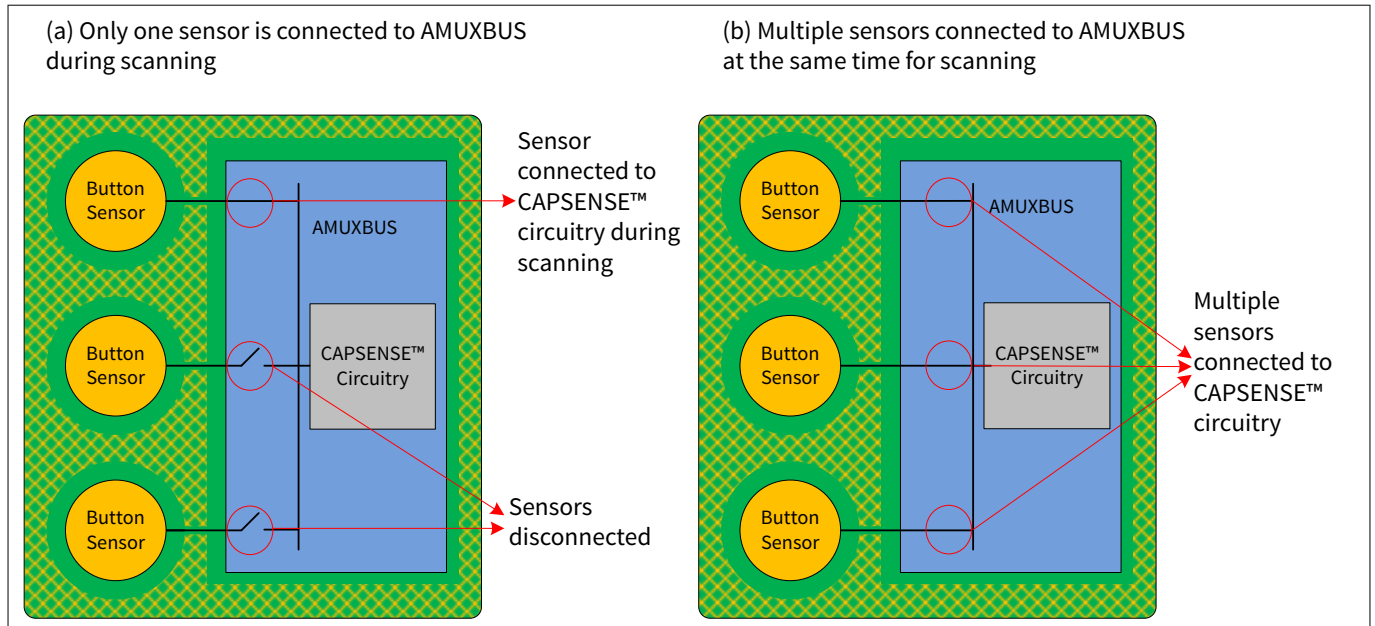 (a) Only one sensor is connected to AMUXBUS
during scanning
Button
Sensor
AMUXBUS
Button
Sensor
CAPSENSE™
Circuitry
Button
Sensor
Sensor
connected to
CAPSENSE™
circuitry during
scanning
Sensors
disconnected
(b) Multiple sensors connected to AMUXBUS
at the same time for scanning
Button
Sensor
AMUXBUS
Button
Sensor
CAPSENSE™
Circuitry
Button
Sensor
Multiple
sensors
connected to
CAPSENSE™
circuitry